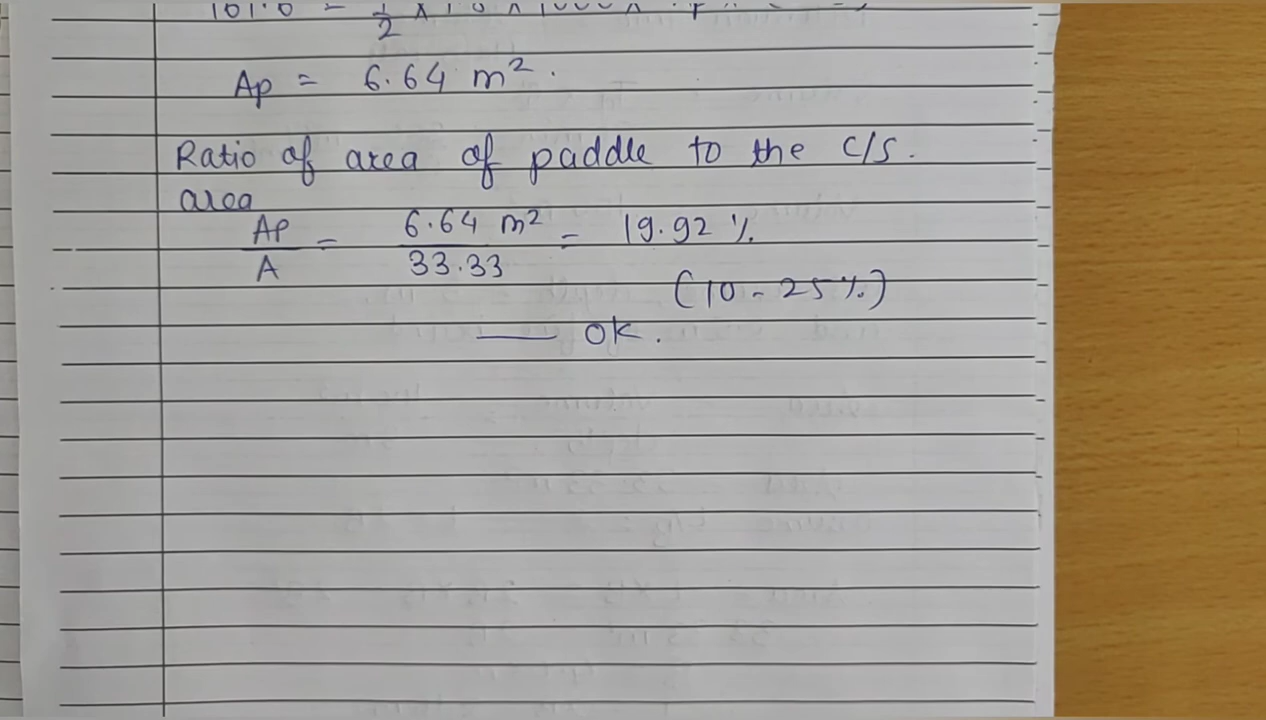 Ap = 6.64 m².
Ratio of area of paddle to the c/s.
area
Ap/A = 6.64 m²/33.33 = 19.92 %
(10 - 25%)
—— OK.